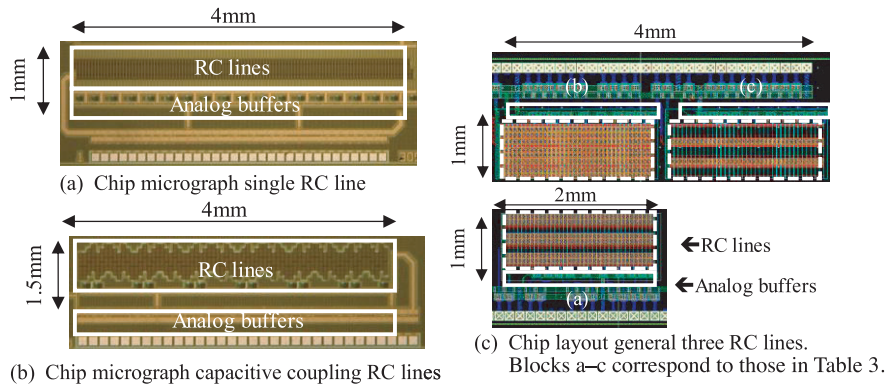 4mm
1mm
RC lines
Analog buffers
(a) Chip micrograph single RC line
4mm
1.5mm
RC lines
Analog buffers
(b) Chip micrograph capacitive coupling RC lines
4mm
(b)
(c)
1mm
2mm
1mm
RC lines
Analog buffers
(a)
(c) Chip layout general three RC lines.
Blocks a–c correspond to those in Table 3.